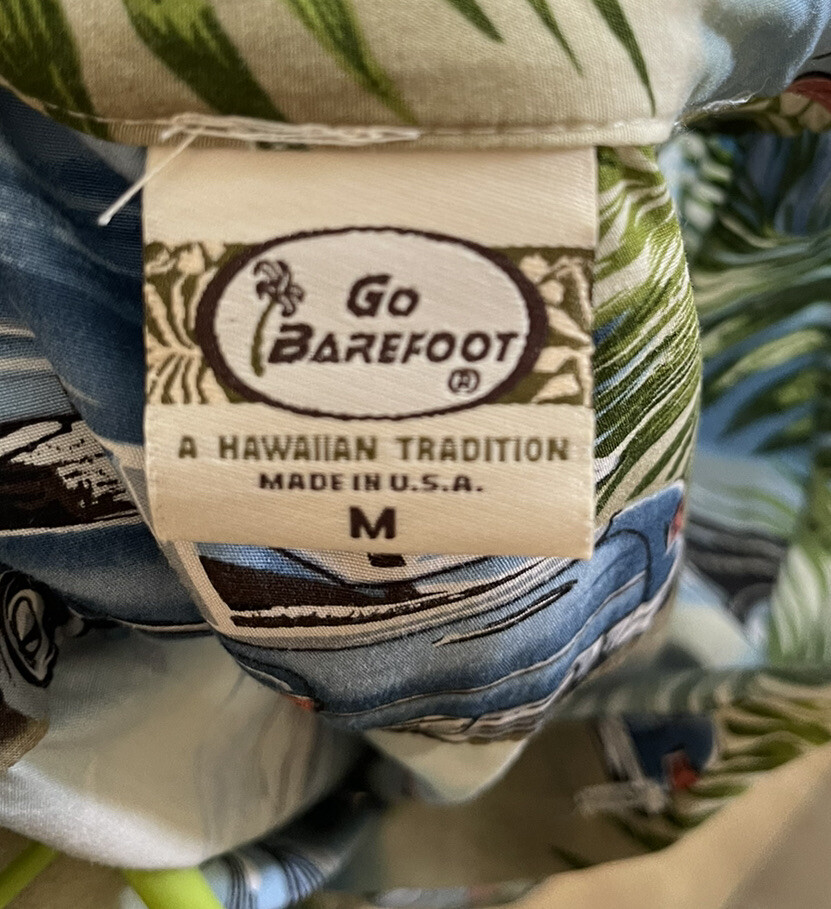 Go
BAREFOOT
®
A HAWAIIAN TRADITION
MADE IN U.S.A.
M